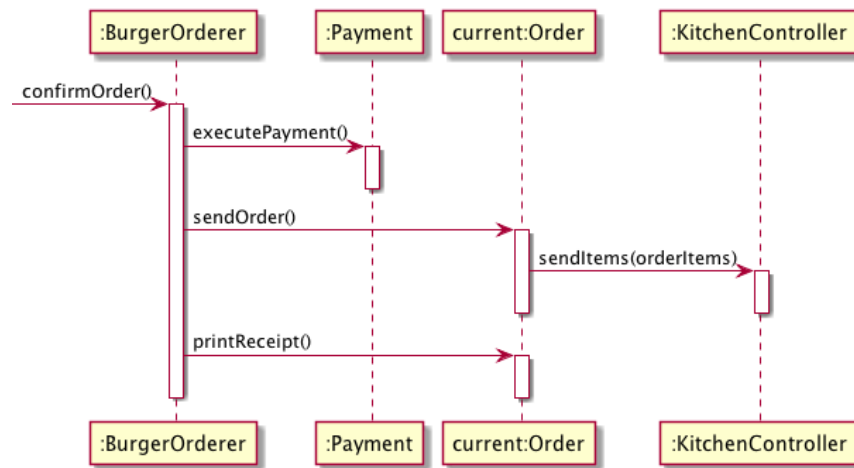 :BurgerOrderer
:Payment
current:Order
:KitchenController
confirmOrder()
executePayment()
sendOrder()
sendItems(orderItems)
printReceipt()
:BurgerOrderer
:Payment
current:Order
:KitchenController